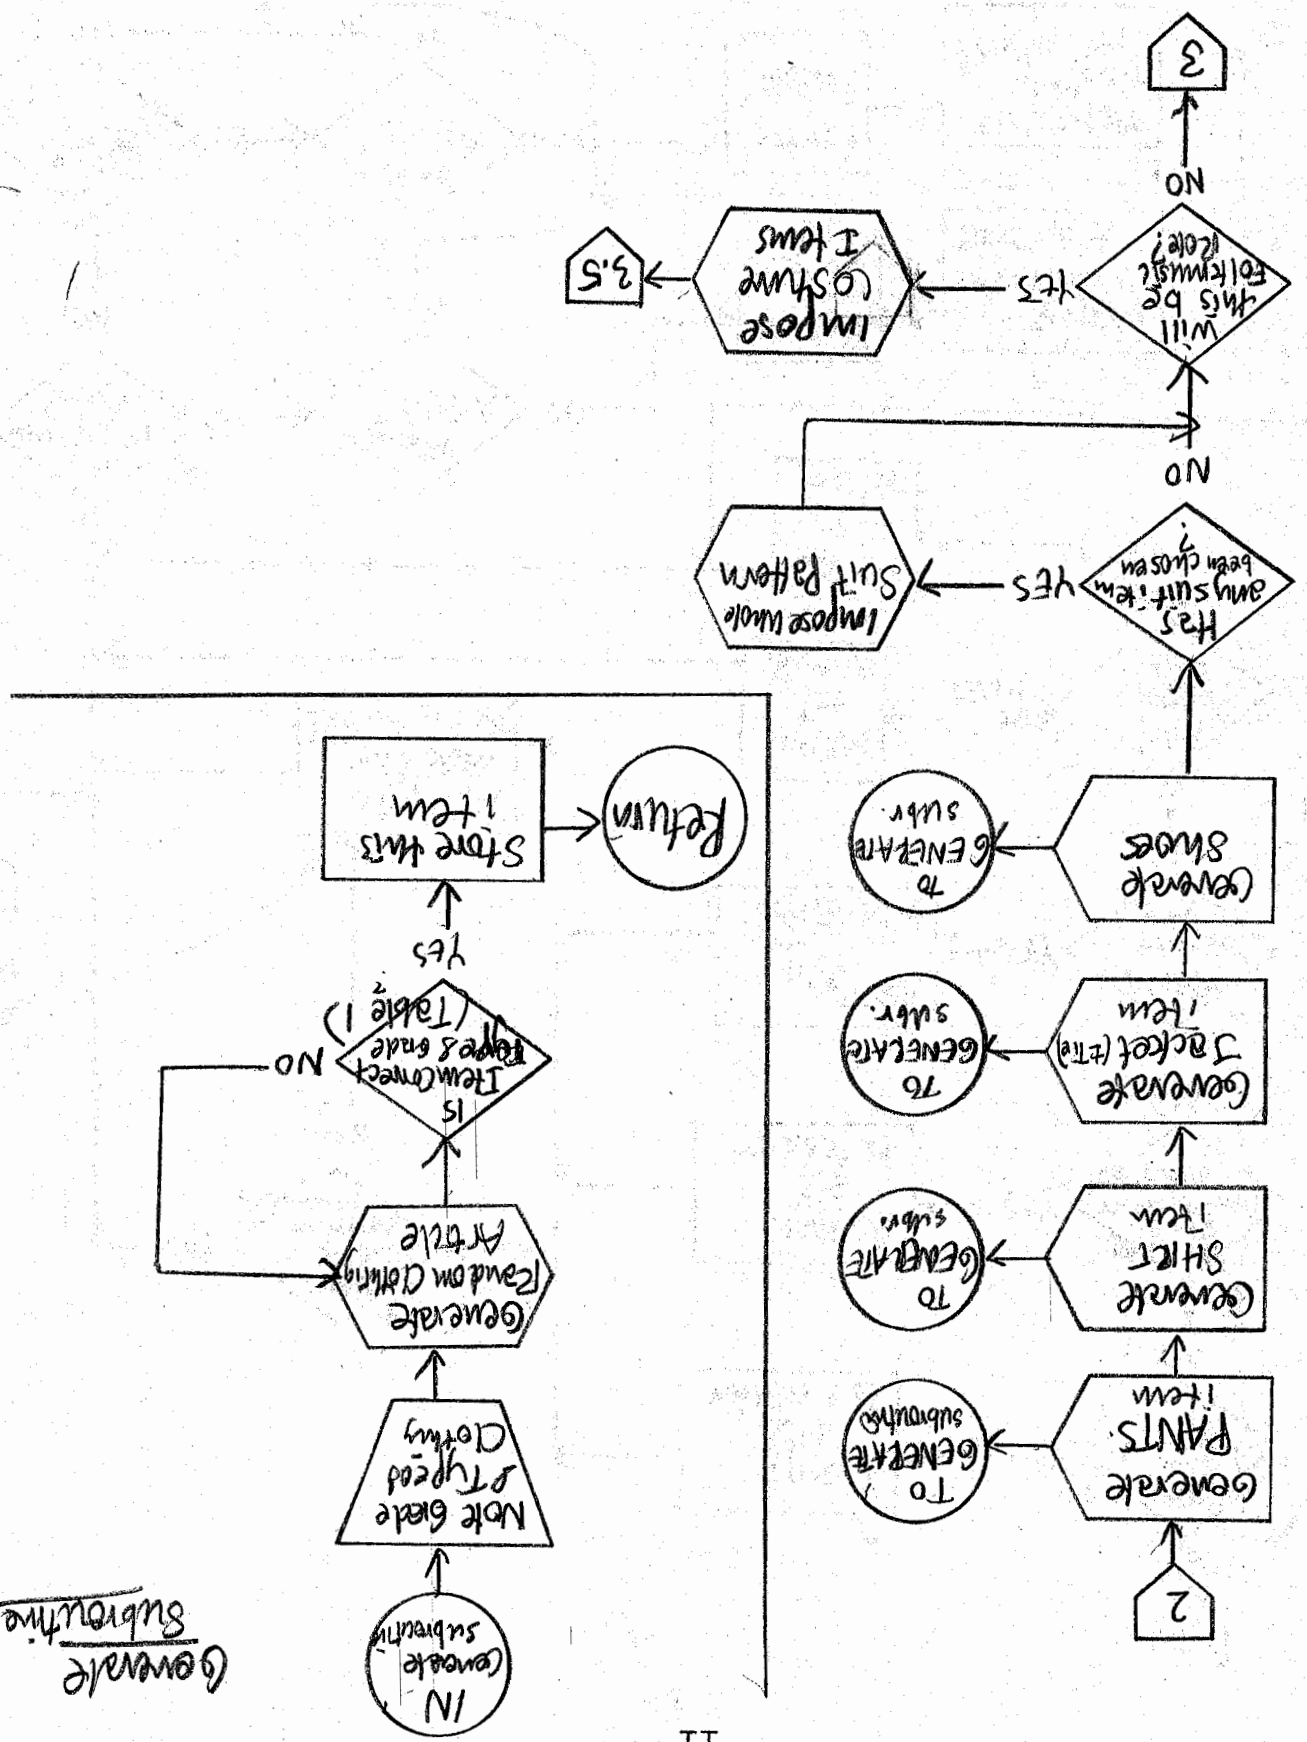 II
2
Generate
PANTS
item
TO
GENERATE
subroutine
Generate
SHIRT
item
TO
GENERATE
subr.
Generate
Jacket (±Tie)
item
TO
GENERATE
subr.
Generate
Shoes
TO
GENERATE
subr.
Has
any suit item
been chosen
?
YES
Impose whole
Suit Pattern
NO
Will
this be
Folkmusic
Role?
YES
Impose
Costume
Items
3.5
NO
3
Generate
Subroutine
IN
Generate
Subroutine
Note Grade
& Type of
Clothing
Generate
Random Clothing
Article
Is
Item Correct
Type & Grade
(Table 1)
?
NO
YES
Store this
item
Return